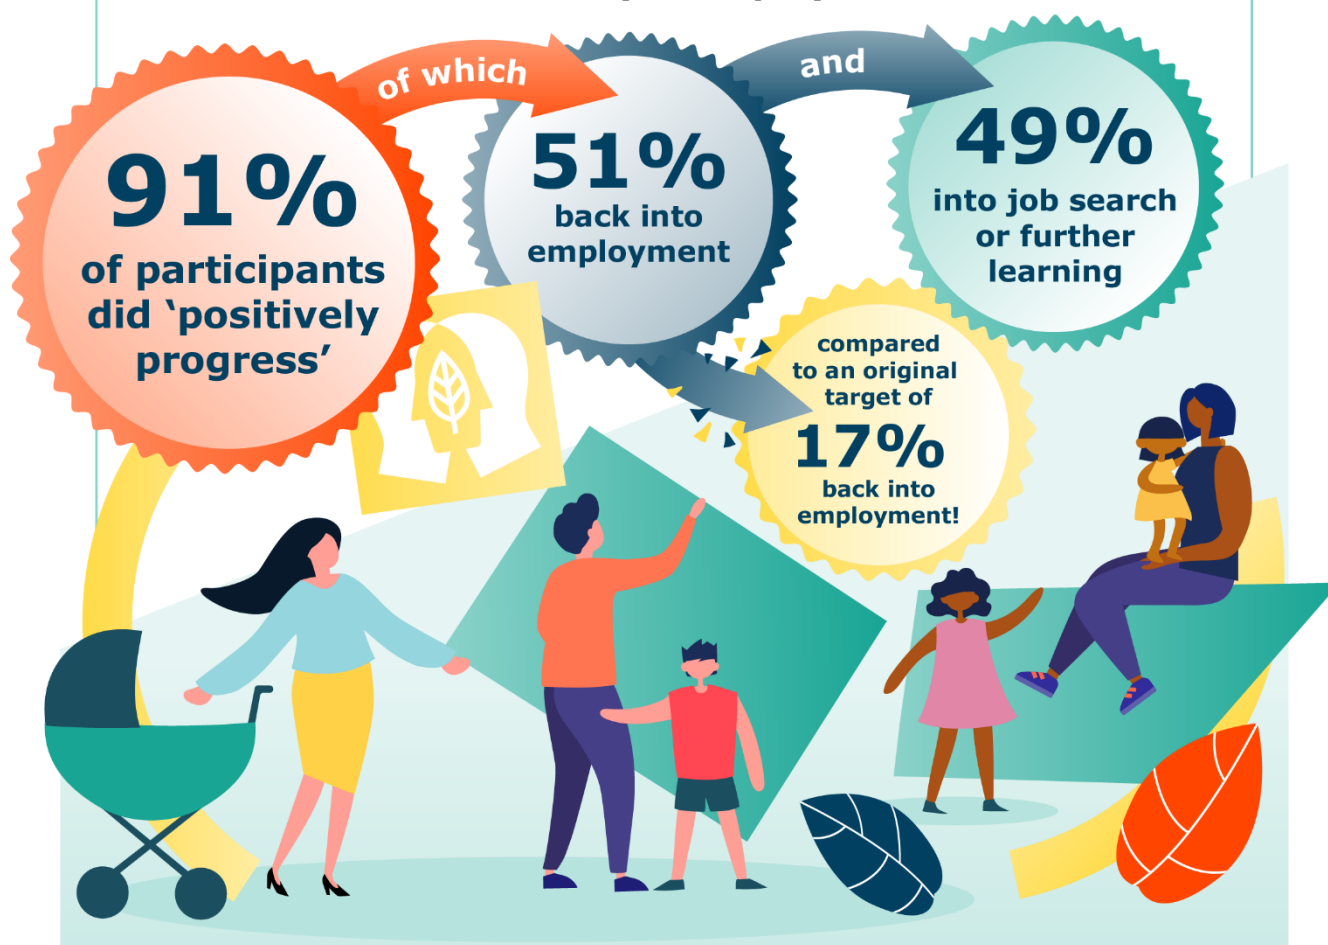 91%
of participants
did ‘positively
progress’
of which
51%
back into
employment
and
49%
into job search
or further
learning
compared
to an original
target of
17%
back into
employment!